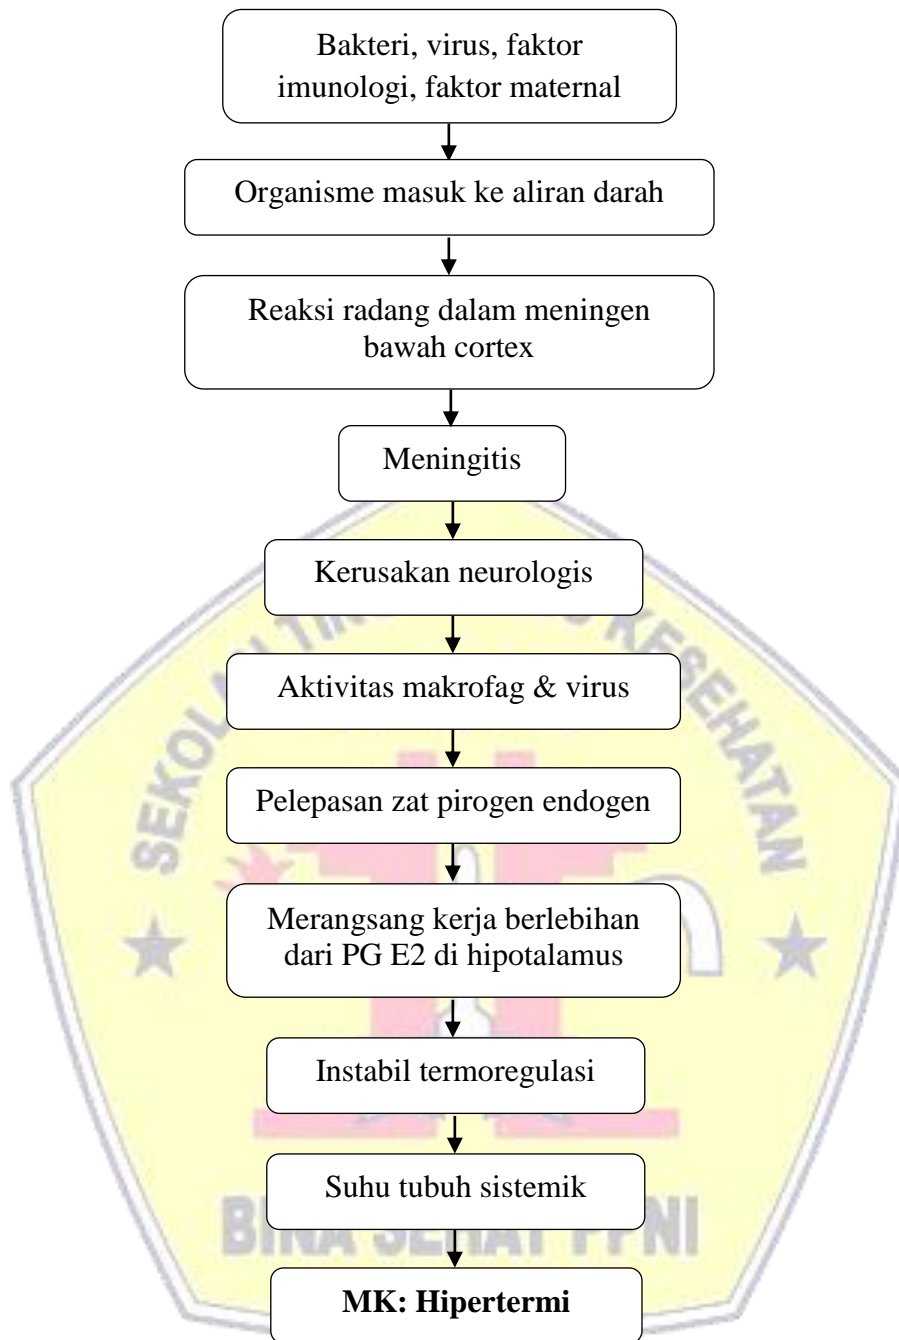 Bakteri, virus, faktor
imunologi, faktor maternal
Organisme masuk ke aliran darah
Reaksi radang dalam meningen
bawah cortex
Meningitis
Kerusakan neurologis
Aktivitas makrofag & virus
Pelepasan zat pirogen endogen
Merangsang kerja berlebihan
dari PG E2 di hipotalamus
Instabil termoregulasi
Suhu tubuh sistemik
MK: Hipertermi
SEKOLAH KESEHATAN
BINA SEHAT PPNI